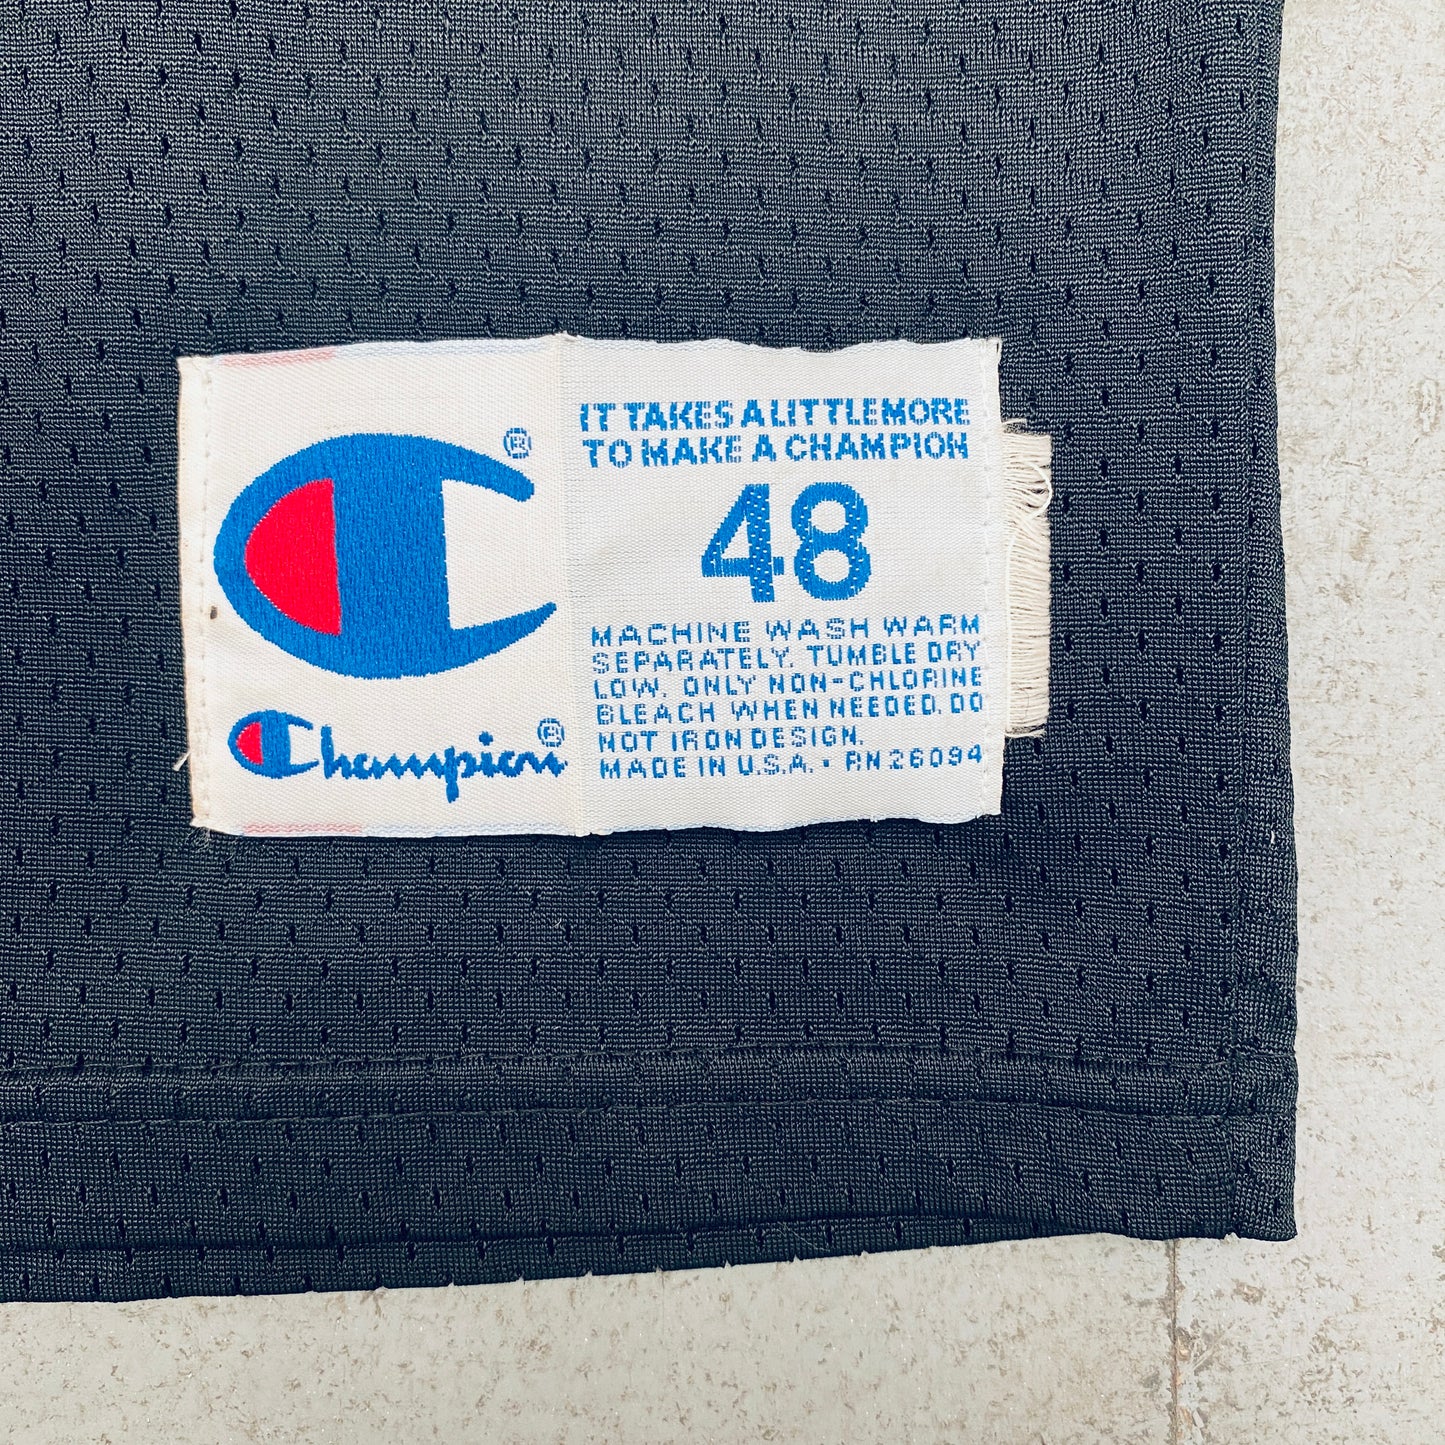 ®
Champion®
IT TAKES A LITTLE MORE
TO MAKE A CHAMPION
48
MACHINE WASH WARM
SEPARATELY. TUMBLE DRY
LOW. ONLY NON-CHLORINE
BLEACH WHEN NEEDED. DO
NOT IRON DESIGN.
MADE IN U.S.A. • RN 26094